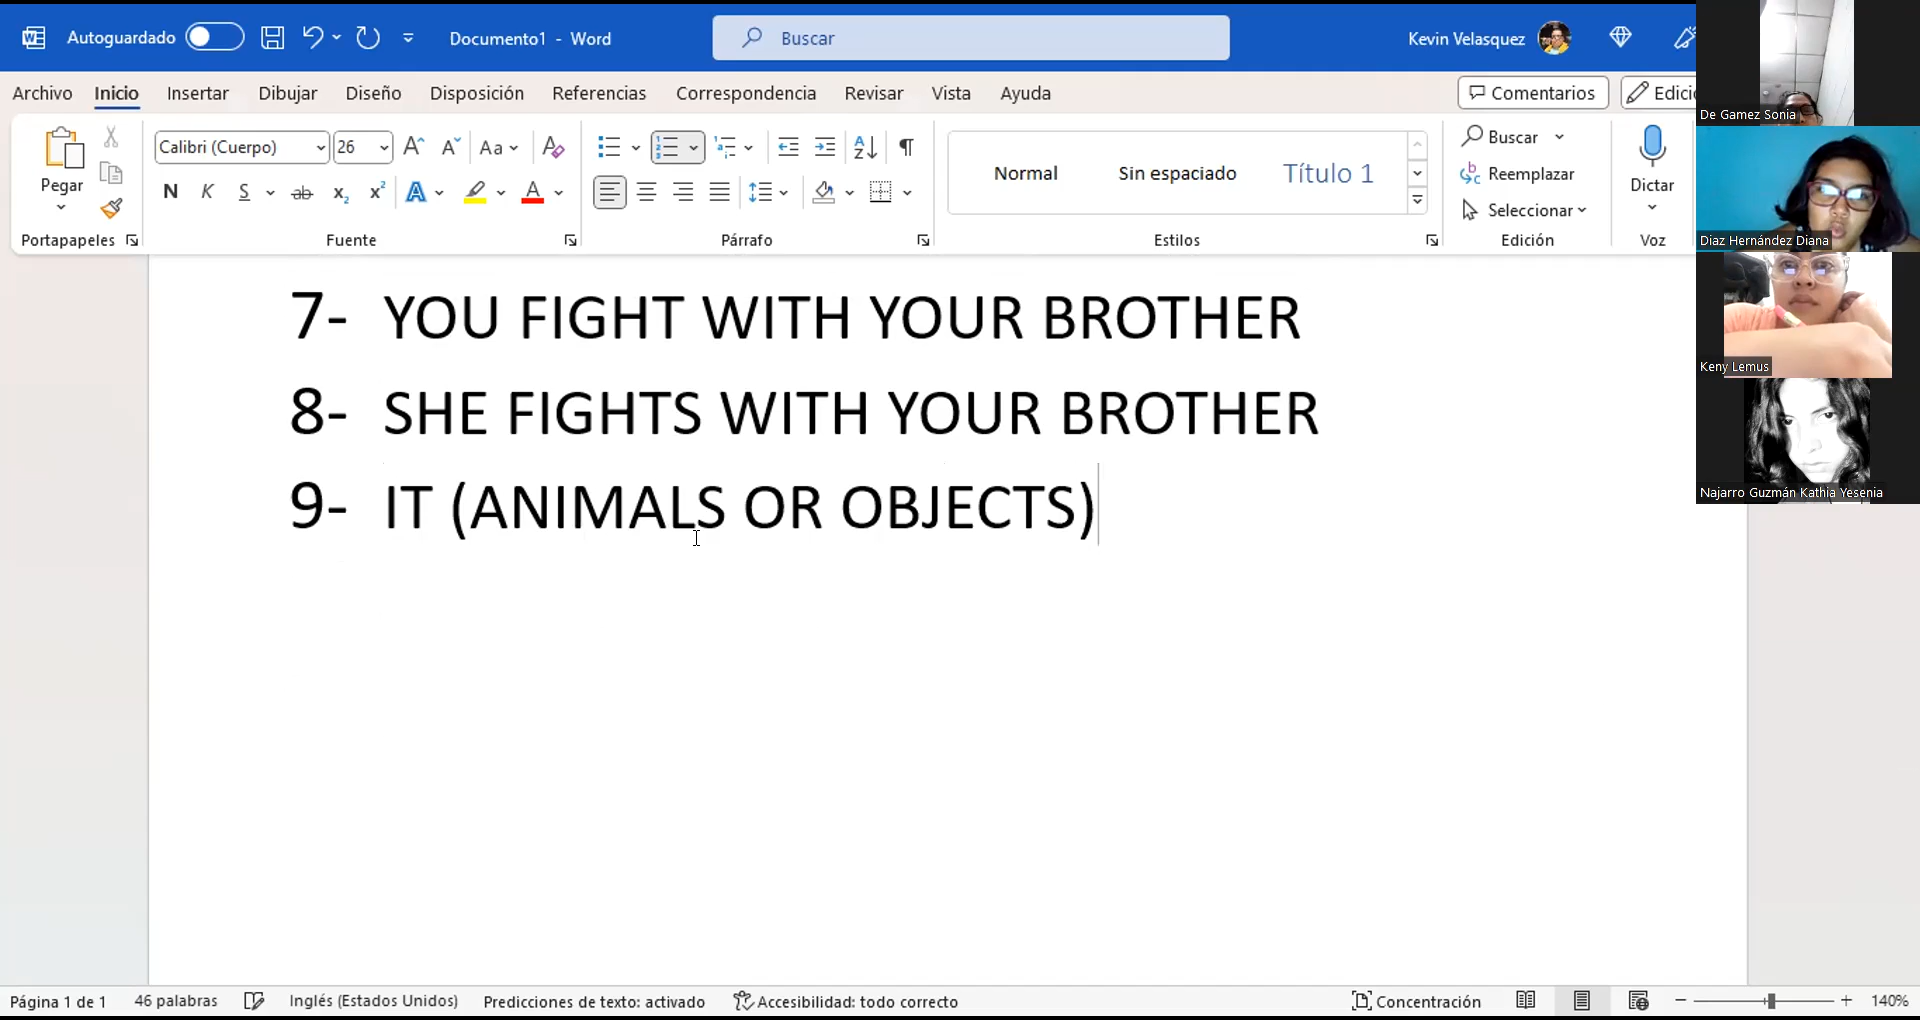 Autoguardado
Documento1 - Word
Buscar
Kevin Velasquez
Archivo Inicio Insertar Dibujar Diseño Disposición Referencias Correspondencia Revisar Vista Ayuda
Comentarios
Pegar
Portapapeles
Calibri (Cuerpo) 26
Aa
N K S ab x₂ x² A A
Fuente
Párrafo
Normal Sin espaciado Título 1
Estilos
Buscar
Reemplazar
Seleccionar
Edición
Dictar
Voz
De Gamez Sonia
Diaz Hernández Diana
Keny Lemus
Najarro Guzmán Kathia Yesenia
7- YOU FIGHT WITH YOUR BROTHER
8- SHE FIGHTS WITH YOUR BROTHER
9- IT (ANIMALS OR OBJECTS)
Página 1 de 1 46 palabras Inglés (Estados Unidos) Predicciones de texto: activado Accesibilidad: todo correcto Concentración 140%